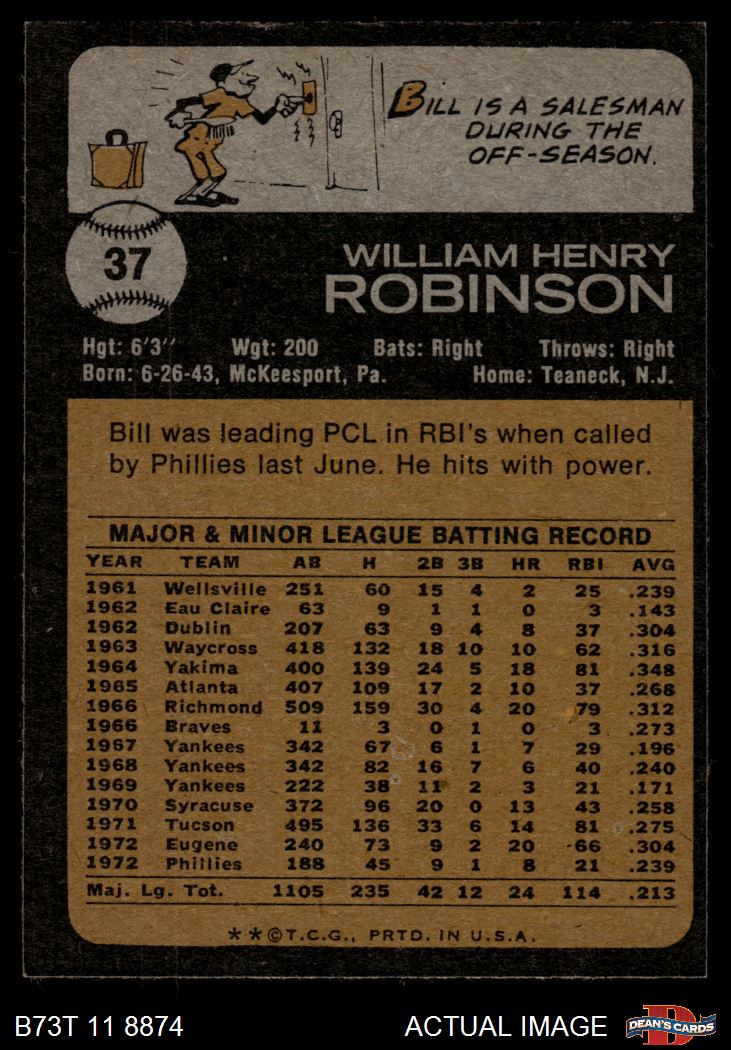 BILL IS A SALESMAN
DURING THE
OFF-SEASON.
37
WILLIAM HENRY
ROBINSON
Hgt: 6'3" Wgt: 200 Bats: Right Throws: Right
Born: 6-26-43, McKeesport, Pa. Home: Teaneck, N.J.
Bill was leading PCL in RBI's when called
by Phillies last June. He hits with power.
MAJOR & MINOR LEAGUE BATTING RECORD
YEAR TEAM AB H 2B 3B HR RBI AVG
1961 Wellsville 251 60 15 4 2 25 .239
1962 Eau Claire 63 9 1 1 0 3 .143
1962 Dublin 207 63 9 4 8 37 .304
1963 Waycross 418 132 18 10 10 62 .316
1964 Yakima 400 139 24 5 18 81 .348
1965 Atlanta 407 109 17 2 10 37 .268
1966 Richmond 509 159 30 4 20 79 .312
1966 Braves 11 3 0 1 0 3 .273
1967 Yankees 342 67 6 1 7 29 .196
1968 Yankees 342 82 16 7 6 40 .240
1969 Yankees 222 38 11 2 3 21 .171
1970 Syracuse 372 96 20 0 13 43 .258
1971 Tucson 495 136 33 6 14 81 .275
1972 Eugene 240 73 9 2 20 66 .304
1972 Phillies 188 45 9 1 8 21 .239
Maj. Lg. Tot. 1105 235 42 12 24 114 .213
**©T.C.G., PRTD. IN U.S.A.
B73T 11 8874 ACTUAL IMAGE D DEAN'S CARDS